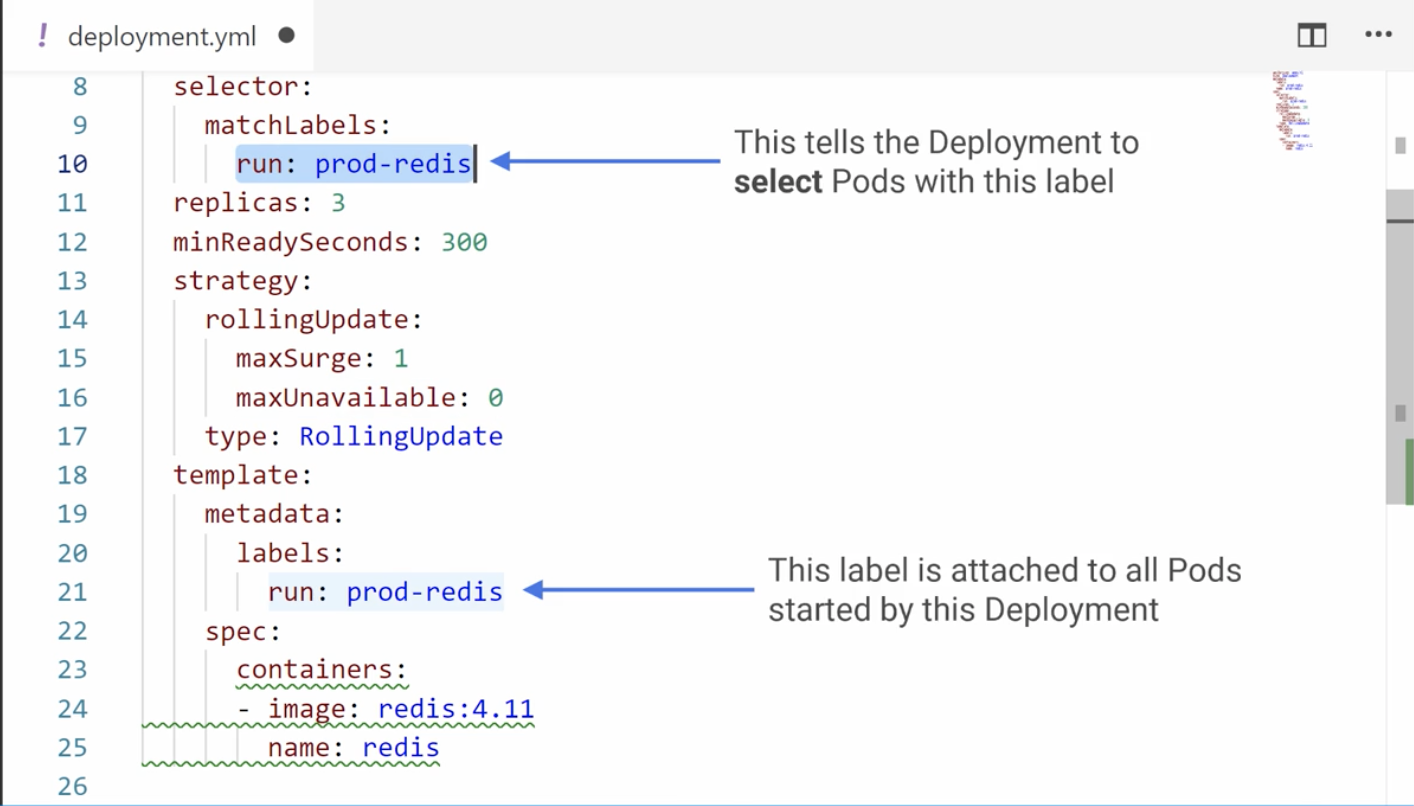 ! deployment.yml
8 selector:
9 matchLabels:
10 run: prod-redis
This tells the Deployment to
select Pods with this label
11 replicas: 3
12 minReadySeconds: 300
13 strategy:
14 rollingUpdate:
15 maxSurge: 1
16 maxUnavailable: 0
17 type: RollingUpdate
18 template:
19 metadata:
20 labels:
21 run: prod-redis
This label is attached to all Pods
started by this Deployment
22 spec:
23 containers:
24 - image: redis:4.11
25 name: redis
26